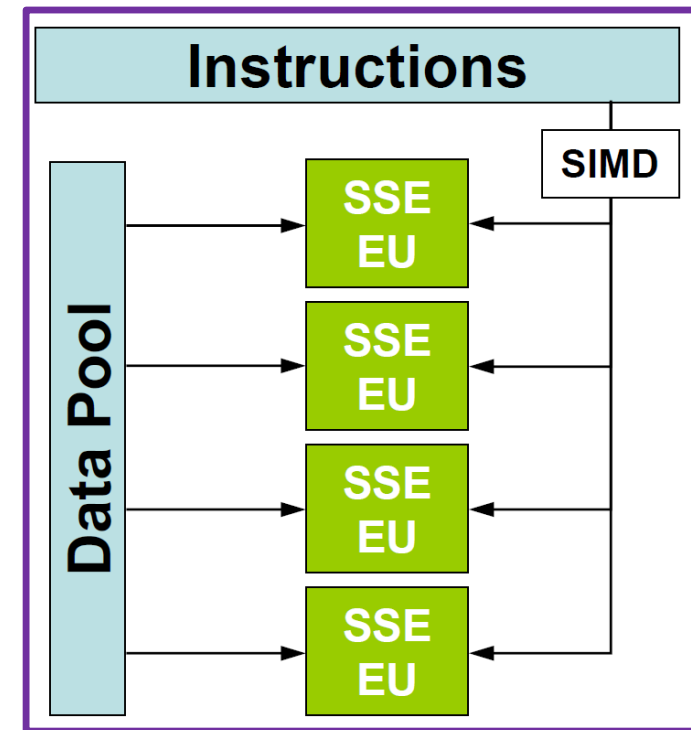 Instructions
SIMD
Data Pool
SSE
EU
SSE
EU
SSE
EU
SSE
EU